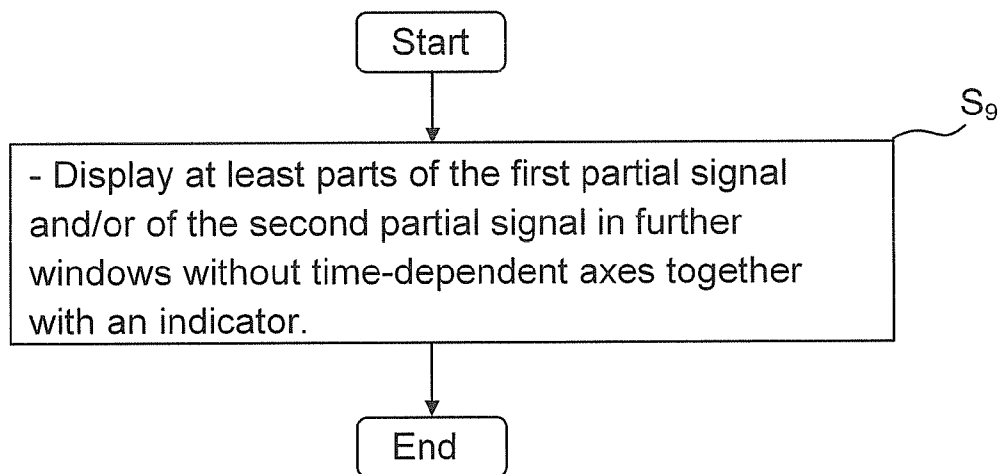 Start
S₉
- Display at least parts of the first partial signal
and/or of the second partial signal in further
windows without time-dependent axes together
with an indicator.
End